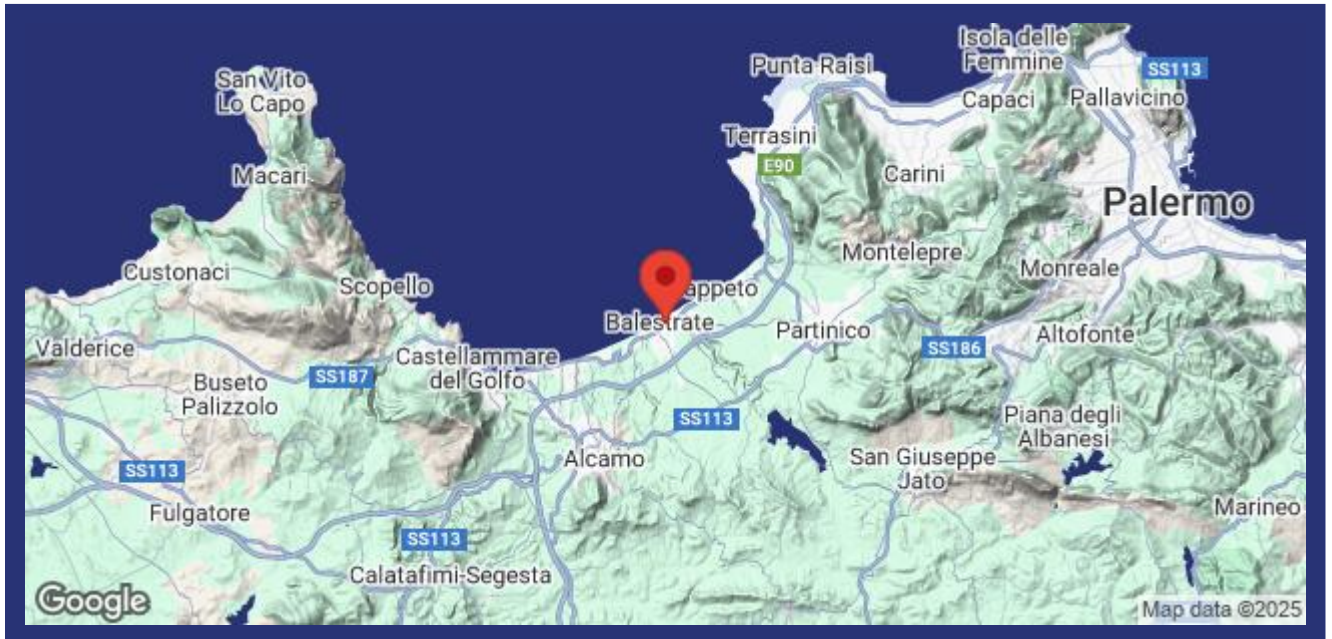 Isola delle
Femmine
San Vito
Lo Capo
Punta Raisi
SS113
Capaci
Pallavicino
Terrasini
E90
Macari
Carini
Palermo
Montelepre
Custonaci
Scopello
Monreale
appeto
Balestrate
Partinico
Altofonte
Valderice
SS186
Castellammare
del Golfo
SS187
Buseto
Palizzolo
SS113
Piana degli
Albanesi
Alcamo
San Giuseppe
Jato
SS113
Marineo
Fulgatore
SS113
Calatafimi-Segesta
Google
Map data ©2025